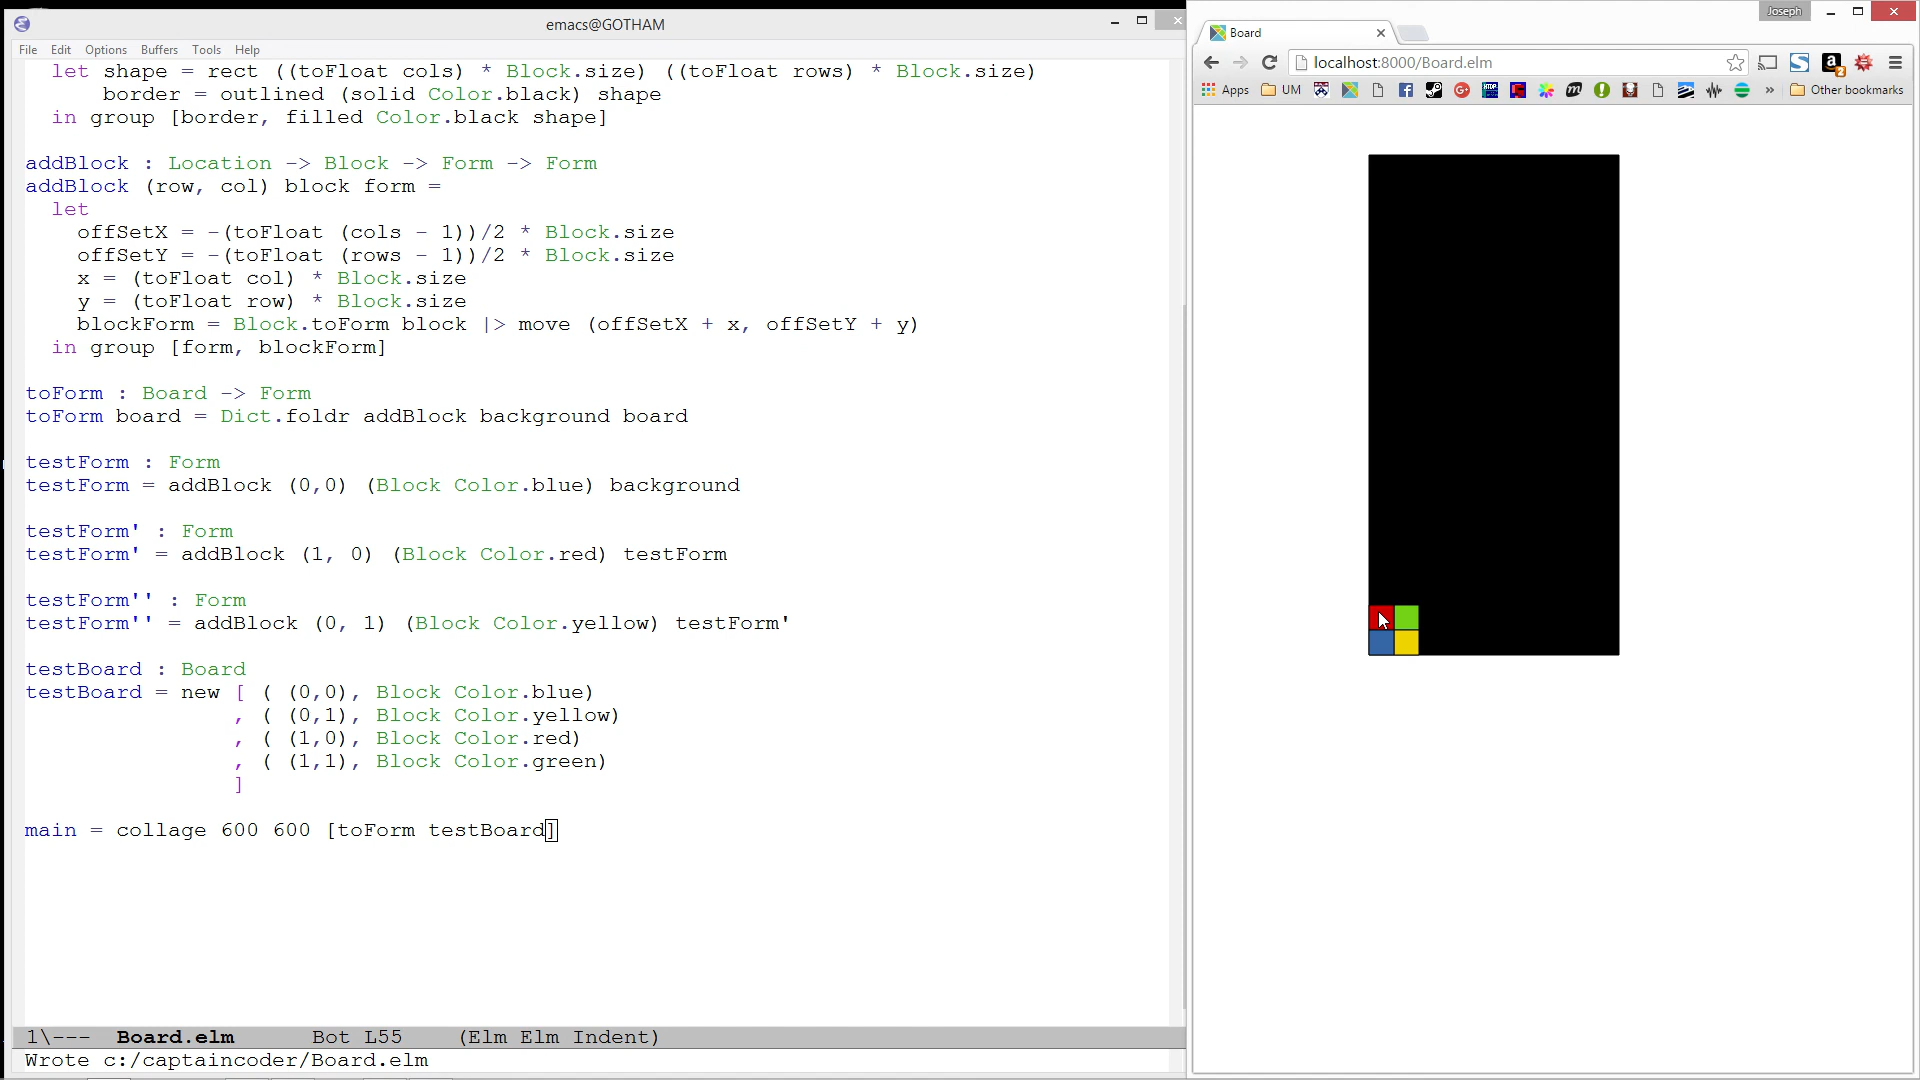 emacs@GOTHAM
File Edit Options Buffers Tools Help
let shape = rect ((toFloat cols) * Block.size) ((toFloat rows) * Block.size)
border = outlined (solid Color.black) shape
in group [border, filled Color.black shape]
addBlock : Location -> Block -> Form -> Form
addBlock (row, col) block form =
let
offSetX = -(toFloat (cols - 1))/2 * Block.size
offSetY = -(toFloat (rows - 1))/2 * Block.size
x = (toFloat col) * Block.size
y = (toFloat row) * Block.size
blockForm = Block.toForm block |> move (offSetX + x, offSetY + y)
in group [form, blockForm]
toForm : Board -> Form
toForm board = Dict.foldr addBlock background board
testForm : Form
testForm = addBlock (0,0) (Block Color.blue) background
testForm' : Form
testForm' = addBlock (1, 0) (Block Color.red) testForm
testForm'' : Form
testForm'' = addBlock (0, 1) (Block Color.yellow) testForm'
testBoard : Board
testBoard = new [ ( (0,0), Block Color.blue)
, ( (0,1), Block Color.yellow)
, ( (1,0), Block Color.red)
, ( (1,1), Block Color.green)
]
main = collage 600 600 [toForm testBoard]
1\--- Board.elm Bot L55 (Elm Elm Indent)
Wrote c:/captaincoder/Board.elm
Joseph
Board
localhost:8000/Board.elm
Apps UM » Other bookmarks